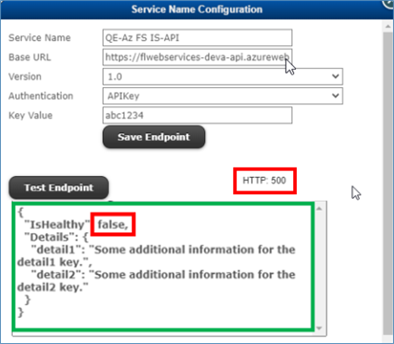 Service Name Configuration
Service Name QE-Az FS IS-API
Base URL https://flwebservices-deva-api.azureweb
Version 1.0
Authentication APIKey
Key Value abc1234
Save Endpoint
HTTP: 500
Test Endpoint
{
"IsHealthy" false,
"Details": {
"detail1": "Some additional information for the
detail1 key.",
"detail2": "Some additional information for the
detail2 key."
}
}